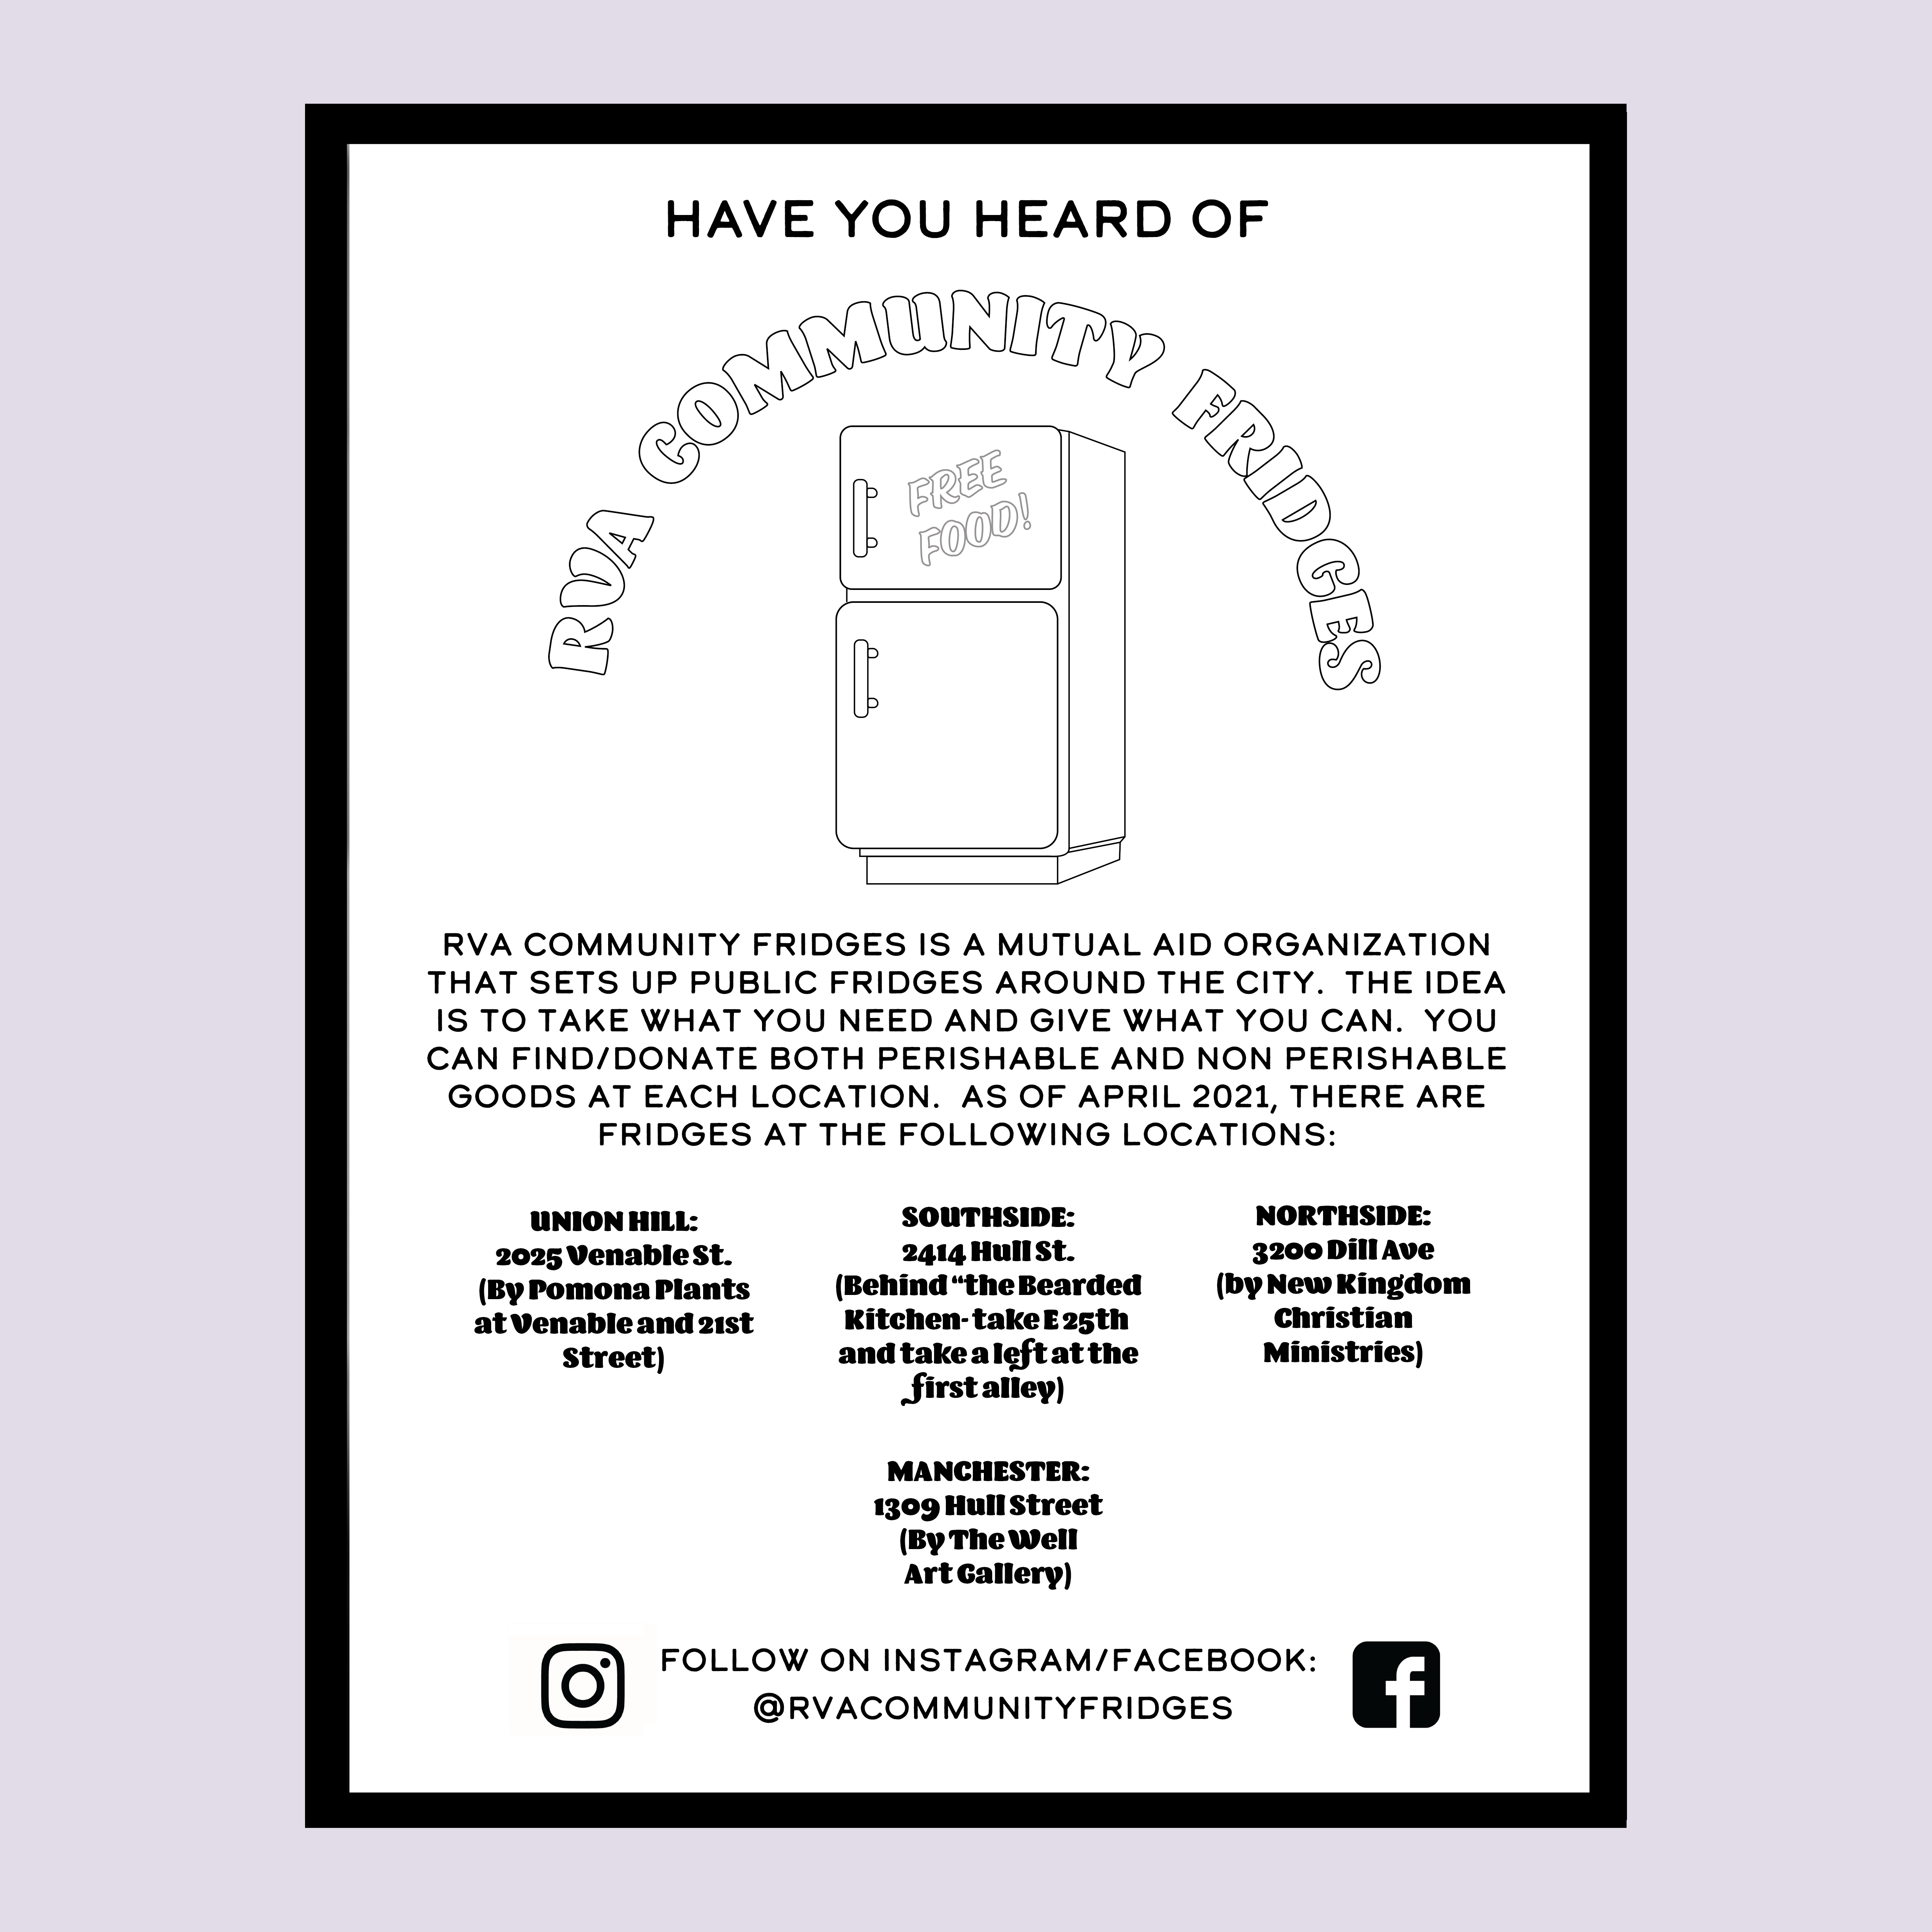 HAVE YOU HEARD OF
RVA COMMUNITY FRIDGES
FREE
FOOD!
RVA COMMUNITY FRIDGES IS A MUTUAL AID ORGANIZATION
THAT SETS UP PUBLIC FRIDGES AROUND THE CITY. THE IDEA
IS TO TAKE WHAT YOU NEED AND GIVE WHAT YOU CAN. YOU
CAN FIND/DONATE BOTH PERISHABLE AND NON PERISHABLE
GOODS AT EACH LOCATION. AS OF APRIL 2021, THERE ARE
FRIDGES AT THE FOLLOWING LOCATIONS:
UNION HILL:
2025 Venable St.
(By Pomona Plants
at Venable and 21st
Street)
SOUTHSIDE:
2414 Hull St.
(Behind “the Bearded
Kitchen- take E 25th
and take a left at the
first alley)
NORTHSIDE:
3200 Dill Ave
(by New Kingdom
Christian
Ministries)
MANCHESTER:
1309 Hull Street
(By The Well
Art Gallery)
FOLLOW ON INSTAGRAM/FACEBOOK:
@RVACOMMUNITYFRIDGES